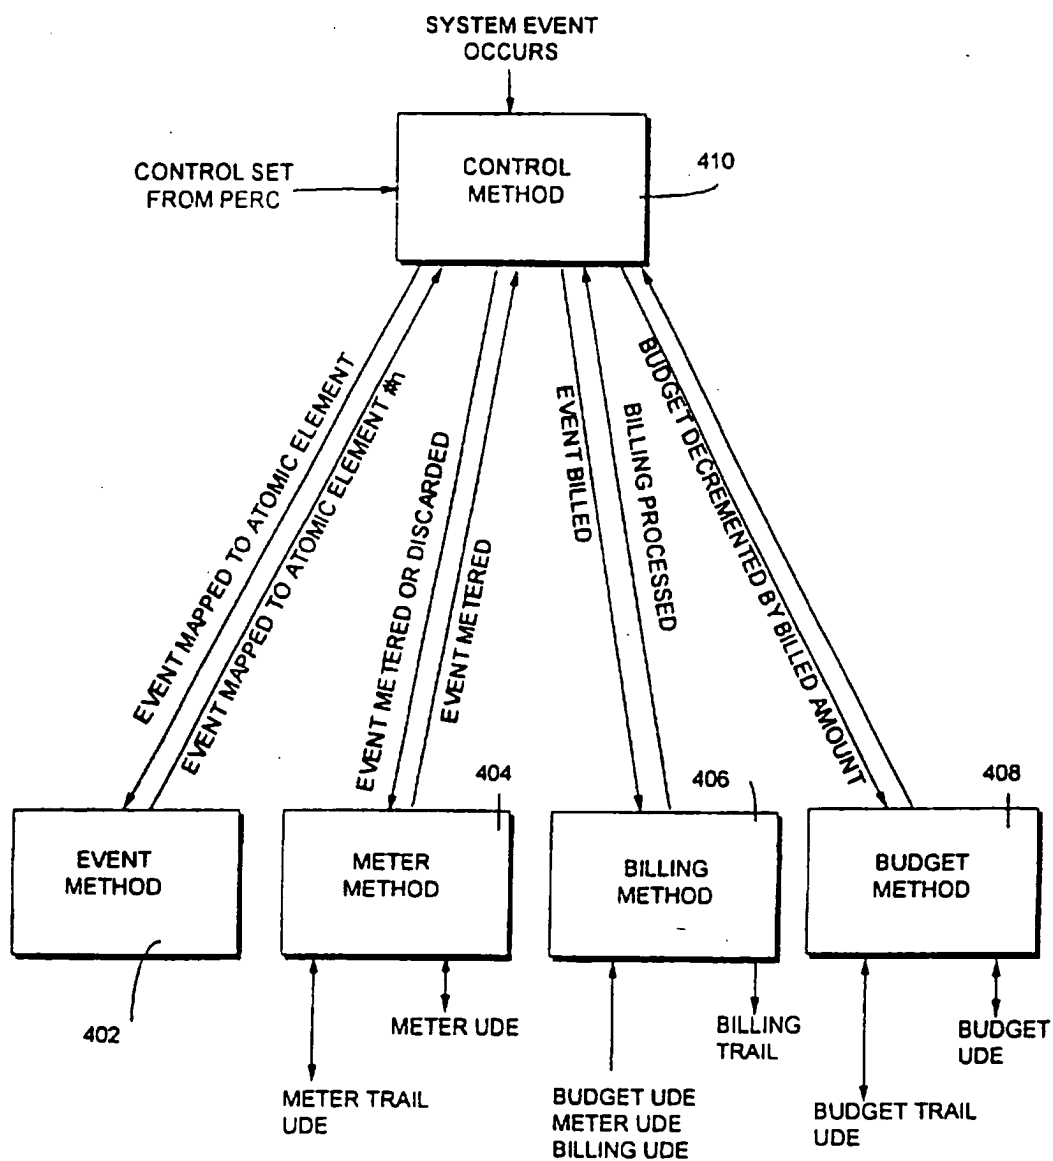 SYSTEM EVENT
OCCURS
CONTROL
METHOD
410
CONTROL SET
FROM PERC
EVENT MAPPED TO ATOMIC ELEMENT
EVENT MAPPED TO ATOMIC ELEMENT #n
EVENT METERED OR DISCARDED
EVENT METERED
EVENT BILLED
BILLING PROCESSED
BUDGET DECREMENTED BY BILLED AMOUNT
404
406
408
EVENT
METHOD
METER
METHOD
BILLING
METHOD
BUDGET
METHOD
402
METER UDE
METER TRAIL
UDE
BUDGET UDE
METER UDE
BILLING UDE
BILLING
TRAIL
BUDGET
UDE
BUDGET TRAIL
UDE